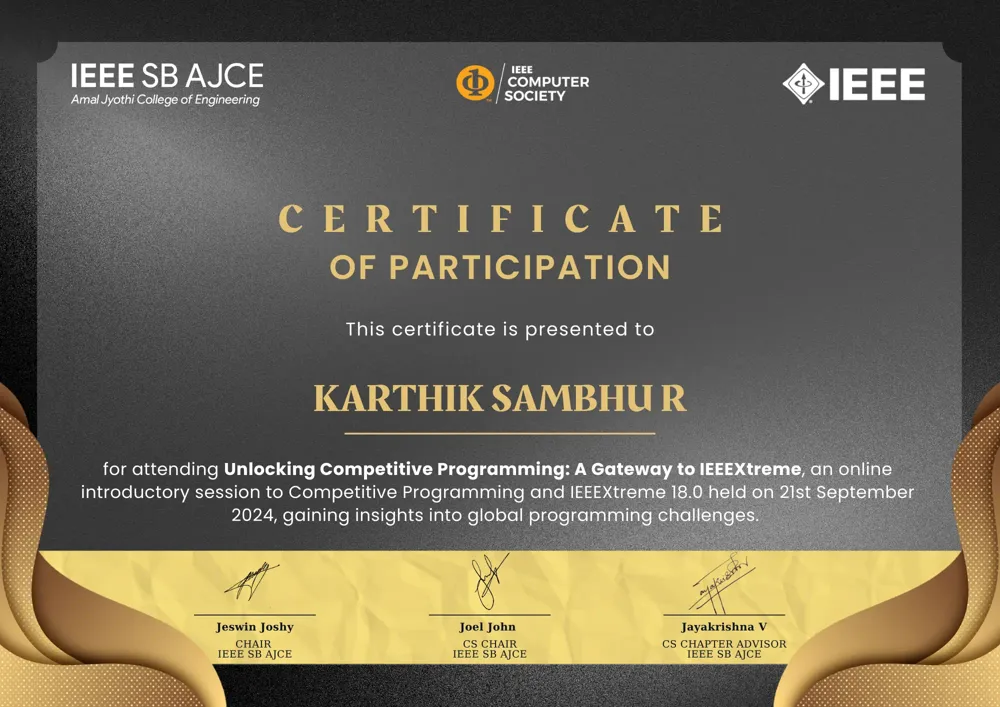 IEEE SB AJCE
Amal Jyothi College of Engineering
IEEE
COMPUTER
SOCIETY
IEEE
CERTIFICATE
OF PARTICIPATION
This certificate is presented to
KARTHIK SAMBHU R
for attending Unlocking Competitive Programming: A Gateway to IEEEXtreme, an online
introductory session to Competitive Programming and IEEEXtreme 18.0 held on 21st September
2024, gaining insights into global programming challenges.
Jeswin Joshy
CHAIR
IEEE SB AJCE
Joel John
CS CHAIR
IEEE SB AJCE
Jayakrishna V
CS CHAPTER ADVISOR
IEEE SB AJCE